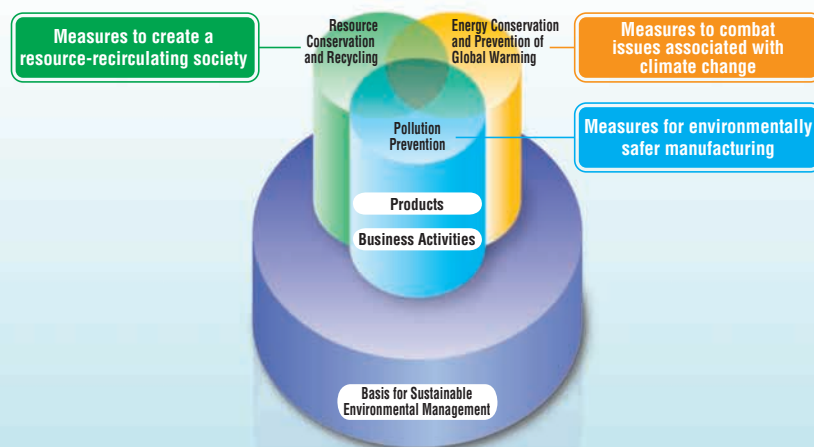 Measures to create a
resource-recirculating society
Resource
Conservation
and Recycling
Energy Conservation
and Prevention of
Global Warming
Measures to combat
issues associated with
climate change
Pollution
Prevention
Measures for environmentally
safer manufacturing
Products
Business Activities
Basis for Sustainable
Environmental Management